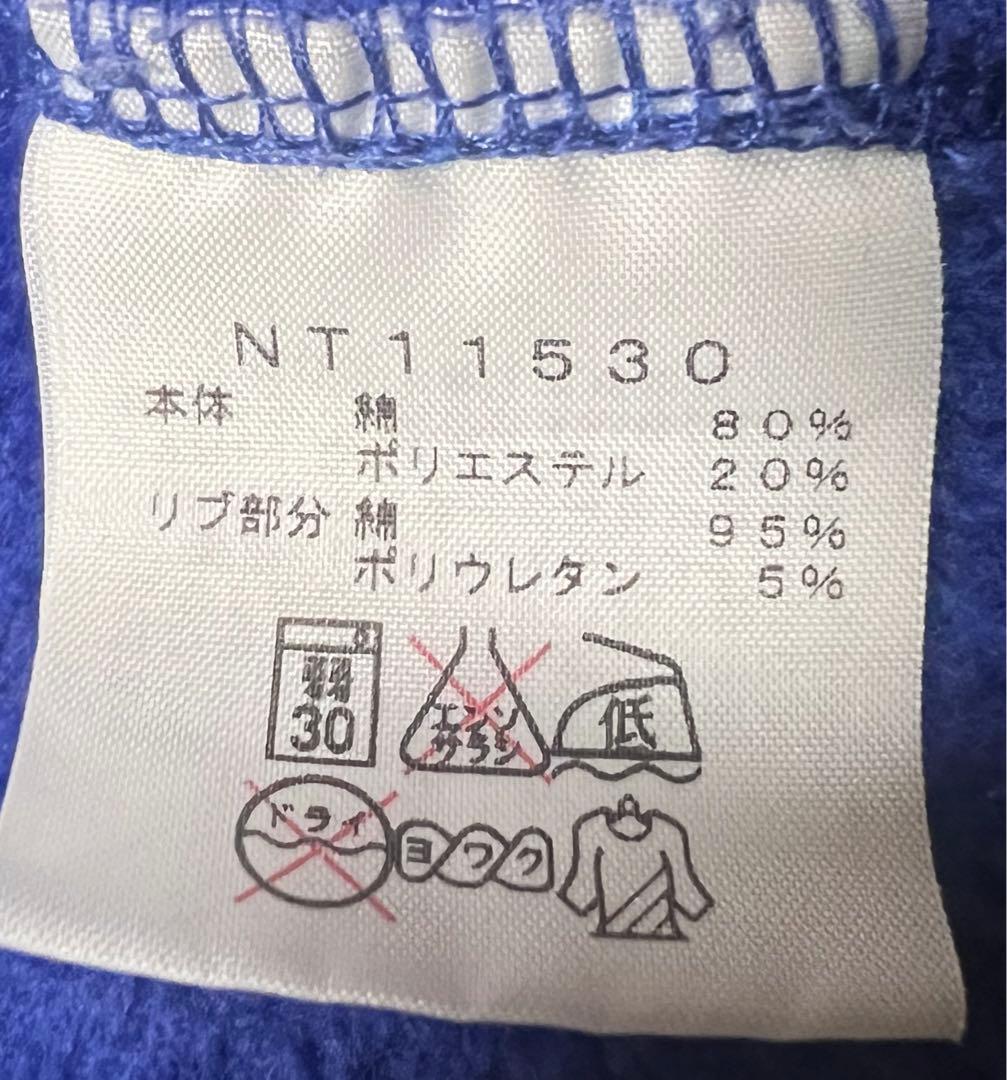 NT11530
本体 綿 80%
ポリエステル 20%
リブ部分 綿 95%
ポリウレタン 5%
30
エンソ
サラシ
低
ドライ
ヨワク